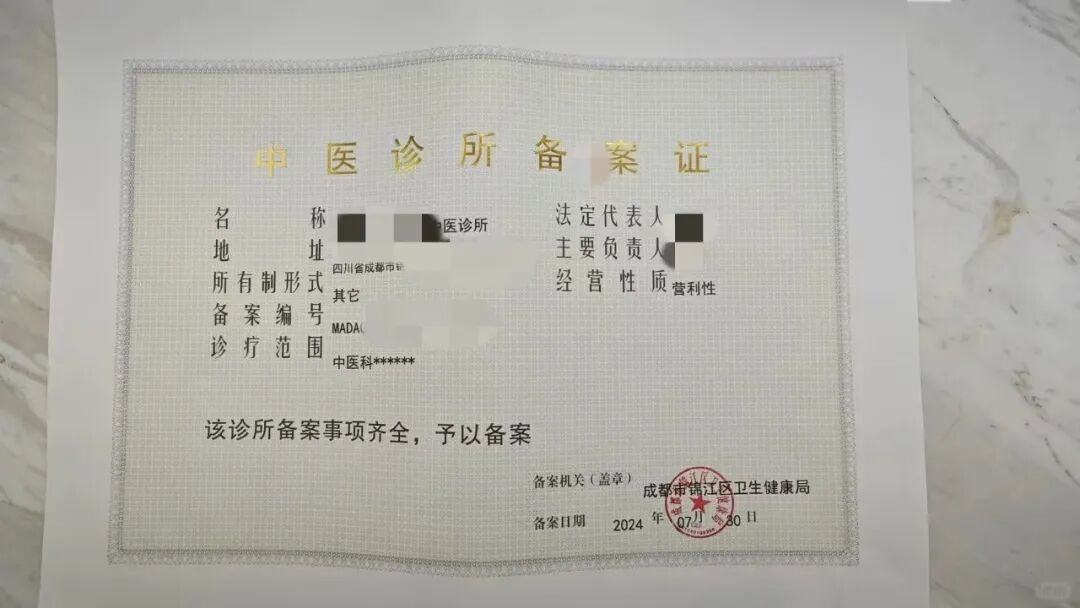 中医诊所备案证
名称 中医诊所
法定代表人
地址 四川省成都市锦
主要负责人
所有制形式 其它
经营性质 营利性
备案编号 MADA
诊疗范围 中医科******
该诊所备案事项齐全，予以备案
备案机关（盖章） 成都市锦江区卫生健康局
备案日期 2024 年 07 月 30 日